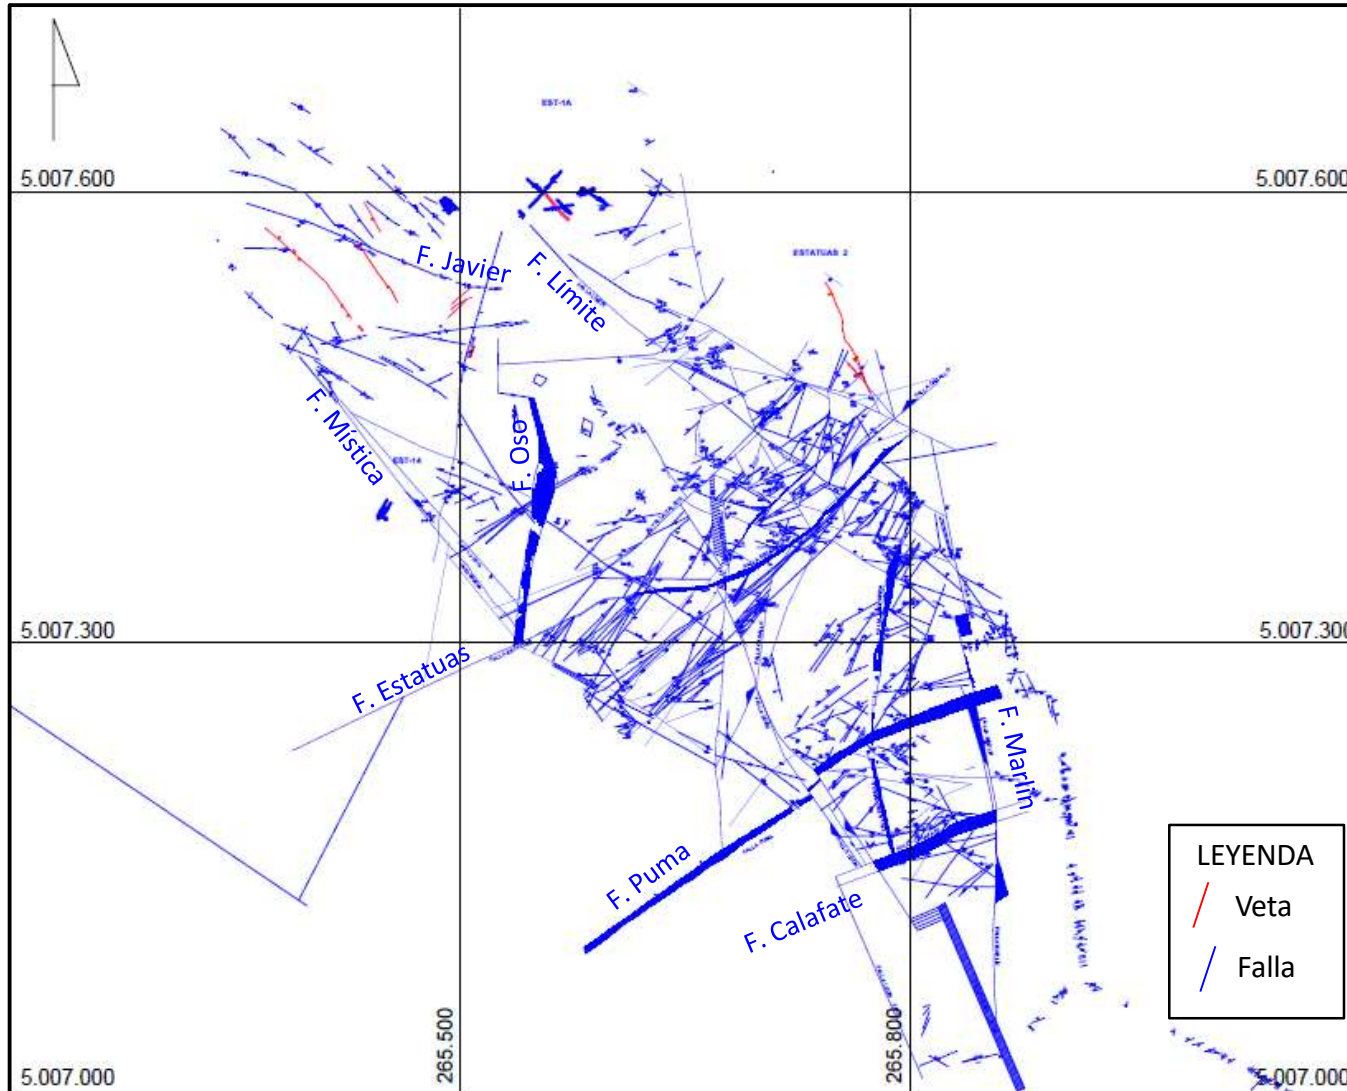 EST-1A
5.007.600
5.007.600
ESTATUAS 2
F. Javier
F. Límite
F. Mística
F. Oso
EST-14
5.007.300
5.007.300
F. Estatuas
F. Marlin
F. Puma
FALLA PUMA
F. Calafate
LEYENDA
Veta
Falla
265.500
265.800
5.007.000
5.007.000